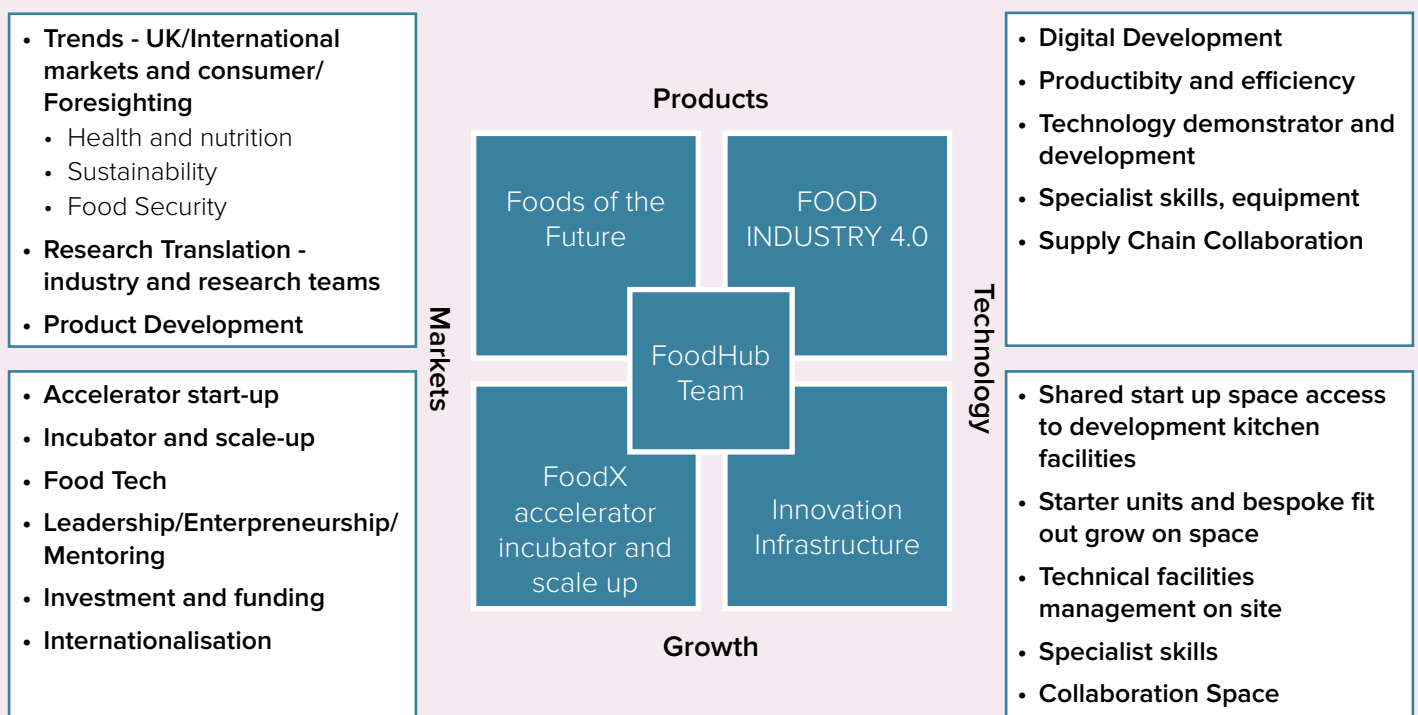 • Trends - UK/International
markets and consumer/
Foresighting
• Health and nutrition
• Sustainability
• Food Security
• Research Translation -
industry and research teams
• Product Development
• Accelerator start-up
• Incubator and scale-up
• Food Tech
• Leadership/Enterpreneurship/
Mentoring
• Investment and funding
• Internationalisation
Products
Markets
Foods of the
Future
FOOD
INDUSTRY 4.0
FoodHub
Team
FoodX
accelerator
incubator and
scale up
Innovation
Infrastructure
Technology
Growth
• Digital Development
• Productibity and efficiency
• Technology demonstrator and
development
• Specialist skills, equipment
• Supply Chain Collaboration
• Shared start up space access
to development kitchen
facilities
• Starter units and bespoke fit
out grow on space
• Technical facilities
management on site
• Specialist skills
• Collaboration Space